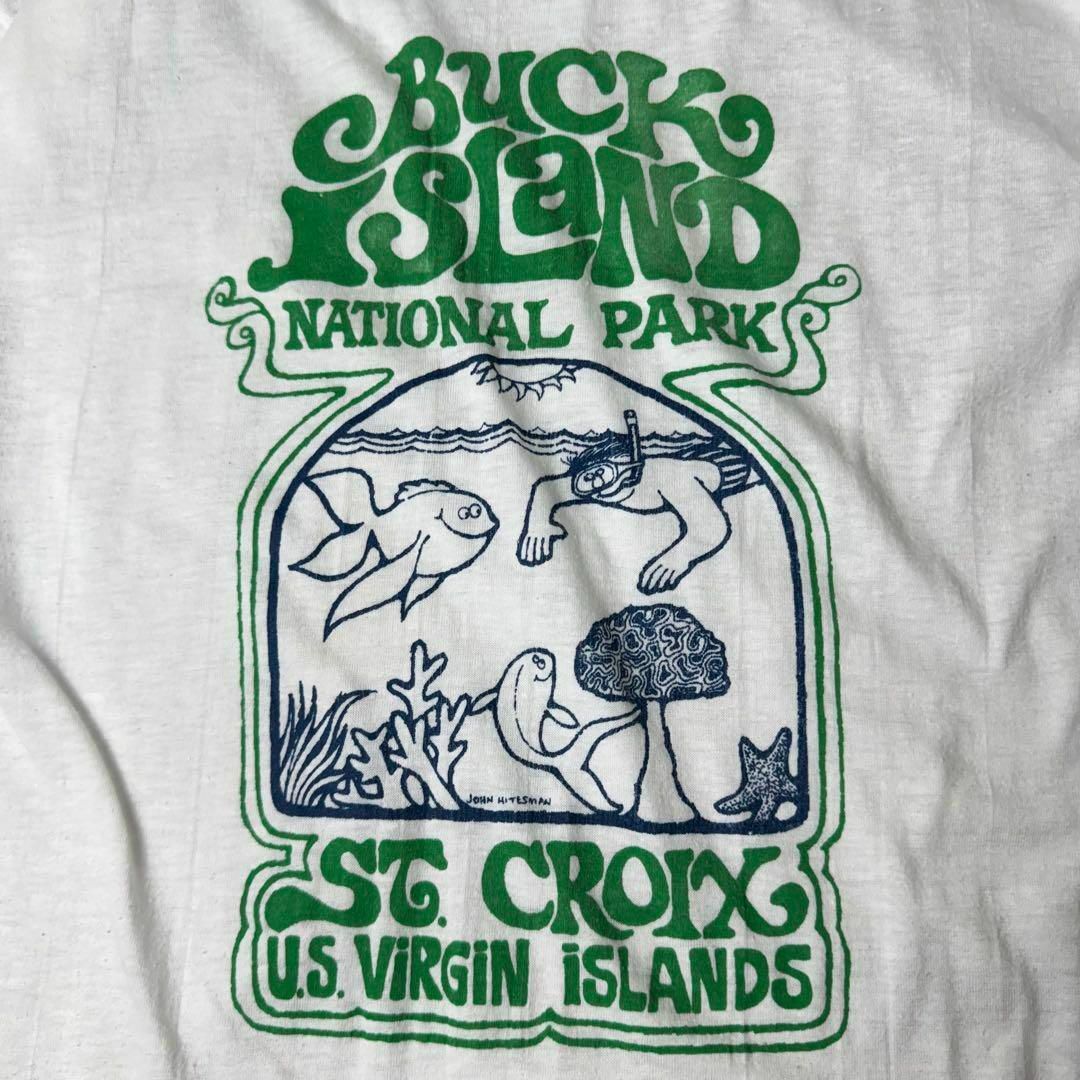 BUCK
ISLaND
NATIONAL PARK
JOHN HITESMAN
ST. CROIX
U.S. ViRGiN iSLANDS